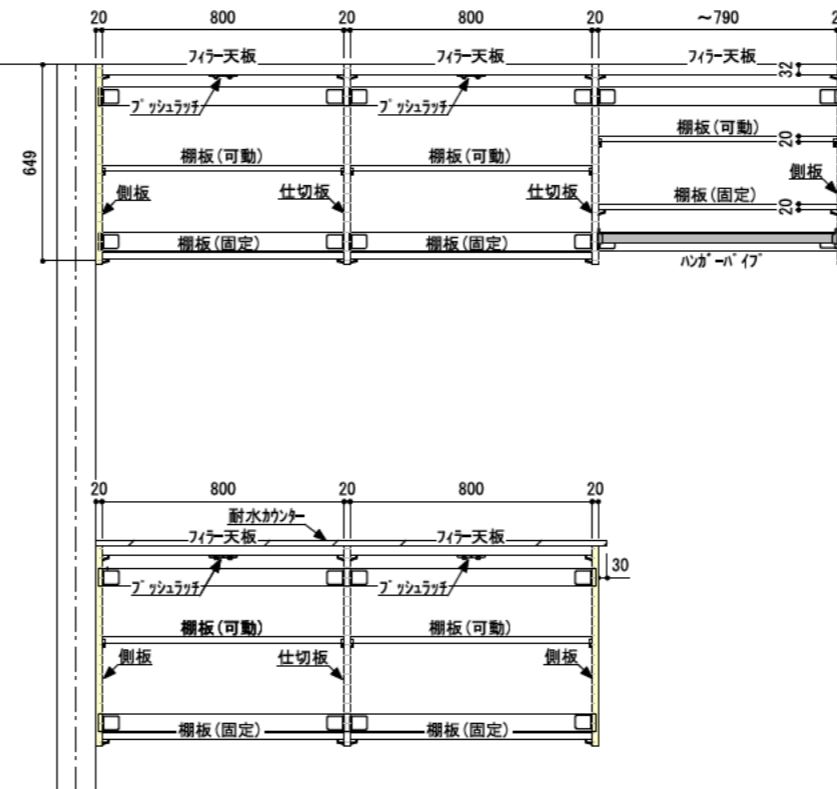 20 800 20 800 20 ～790 2
フィラー天板 フィラー天板 フィラー天板 32
プッシュラッチ プッシュラッチ
棚板(可動) 20
棚板(可動) 棚板(可動)
649 側板 仕切板 仕切板 側板
棚板(固定) 20
棚板(固定) 棚板(固定)
ハンガーパイプ
20 800 20 800 20
耐水カウンター
フィラー天板 フィラー天板
プッシュラッチ プッシュラッチ 30
棚板(可動) 棚板(可動)
側板 仕切板 側板
棚板(固定) 棚板(固定)